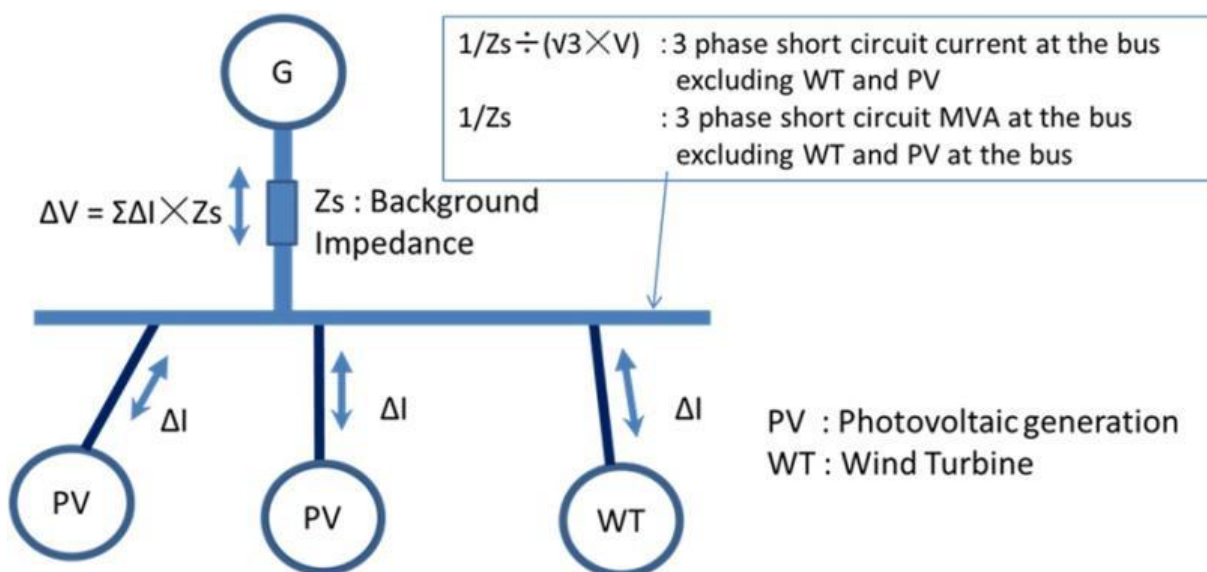 G
1/Zs÷(√3×V) : 3 phase short circuit current at the bus
excluding WT and PV
1/Zs : 3 phase short circuit MVA at the bus
excluding WT and PV at the bus
ΔV = ΣΔI×Zs
Zs : Background
Impedance
ΔI
ΔI
ΔI
PV
PV
WT
PV : Photovoltaic generation
WT : Wind Turbine